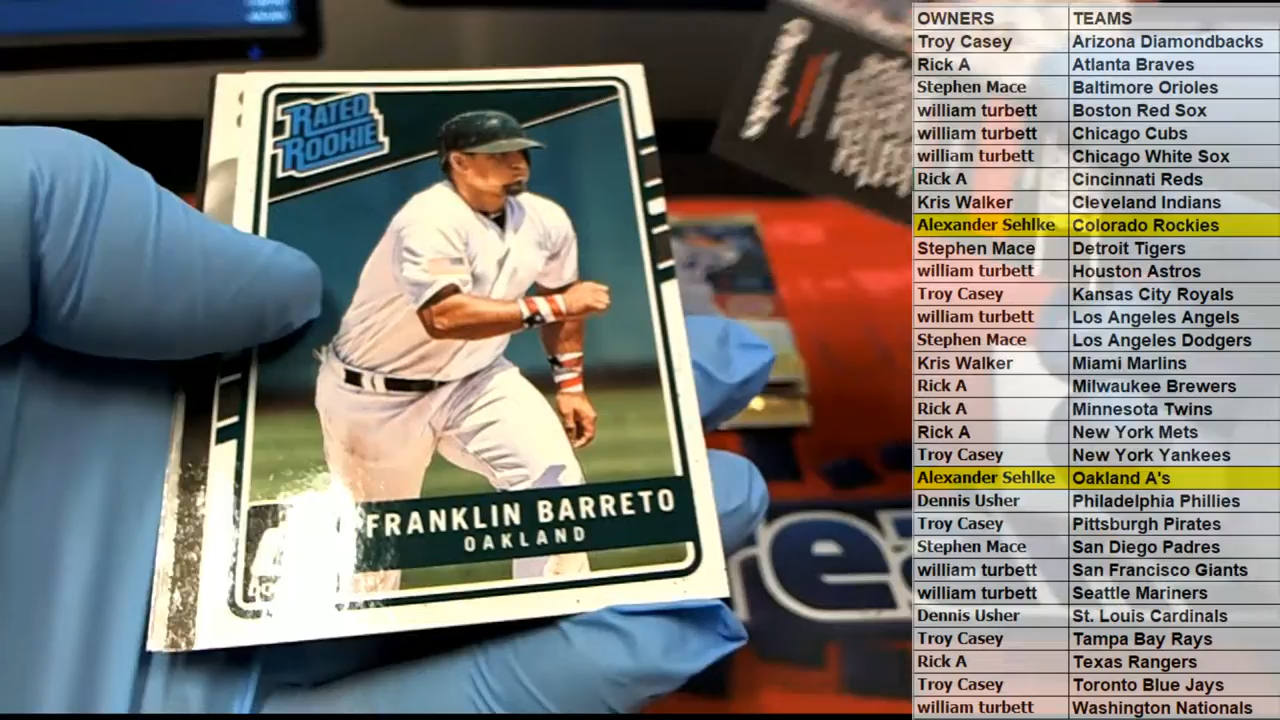 RATED
ROOKIE
FRANKLIN BARRETO
OAKLAND
OWNERS TEAMS
Troy Casey Arizona Diamondbacks
Rick A Atlanta Braves
Stephen Mace Baltimore Orioles
william turbett Boston Red Sox
william turbett Chicago Cubs
william turbett Chicago White Sox
Rick A Cincinnati Reds
Kris Walker Cleveland Indians
Alexander Sehlke Colorado Rockies
Stephen Mace Detroit Tigers
william turbett Houston Astros
Troy Casey Kansas City Royals
william turbett Los Angeles Angels
Stephen Mace Los Angeles Dodgers
Kris Walker Miami Marlins
Rick A Milwaukee Brewers
Rick A Minnesota Twins
Rick A New York Mets
Troy Casey New York Yankees
Alexander Sehlke Oakland A's
Dennis Usher Philadelphia Phillies
Troy Casey Pittsburgh Pirates
Stephen Mace San Diego Padres
william turbett San Francisco Giants
william turbett Seattle Mariners
Dennis Usher St. Louis Cardinals
Troy Casey Tampa Bay Rays
Rick A Texas Rangers
Troy Casey Toronto Blue Jays
william turbett Washington Nationals